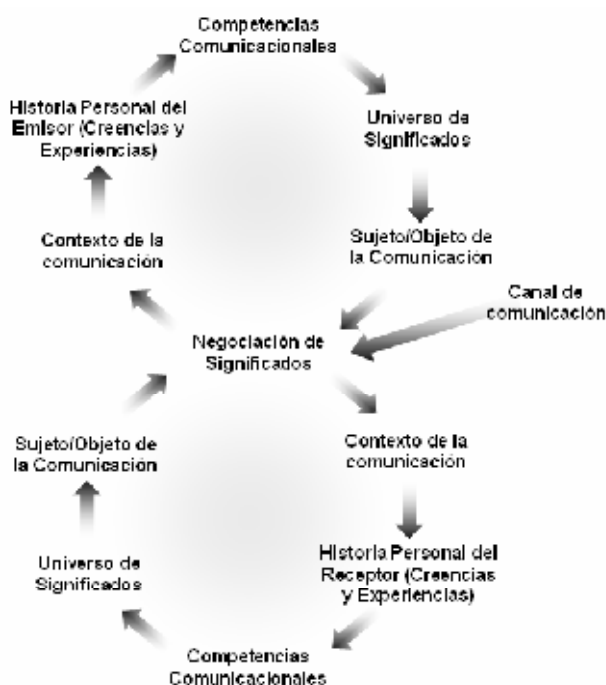 Competencias
Comunicacionales
Historia Personal del
Emisor (Creencias y
Experiencias)
Universo de
Significados
Contexto de la
comunicación
Sujeto/Objeto de
la Comunicación
Canal de
comunicación
Negociación de
Significados
Sujeto/Objeto de
la Comunicación
Contexto de la
comunicación
Universo de
Significados
Historia Personal del
Receptor (Creencias
y Experiencias)
Competencias
Comunicacionales